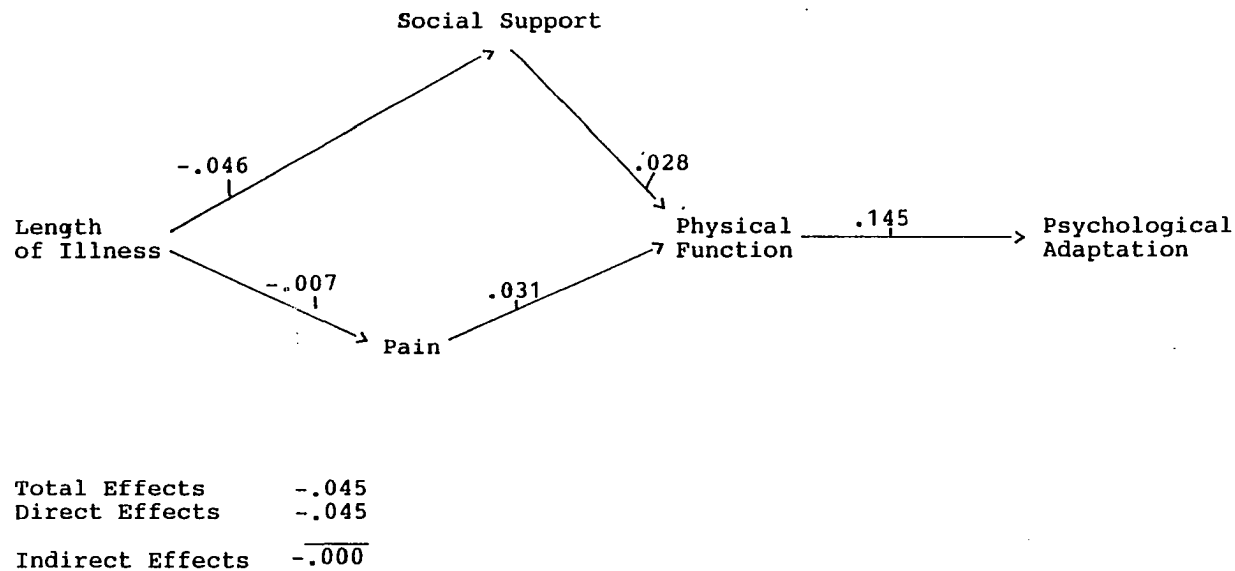 Social Support
-.046
.028
Length
of Illness
Physical
Function
.145
Psychological
Adaptation
-.007
.031
Pain
Total Effects -.045
Direct Effects -.045
Indirect Effects -.000